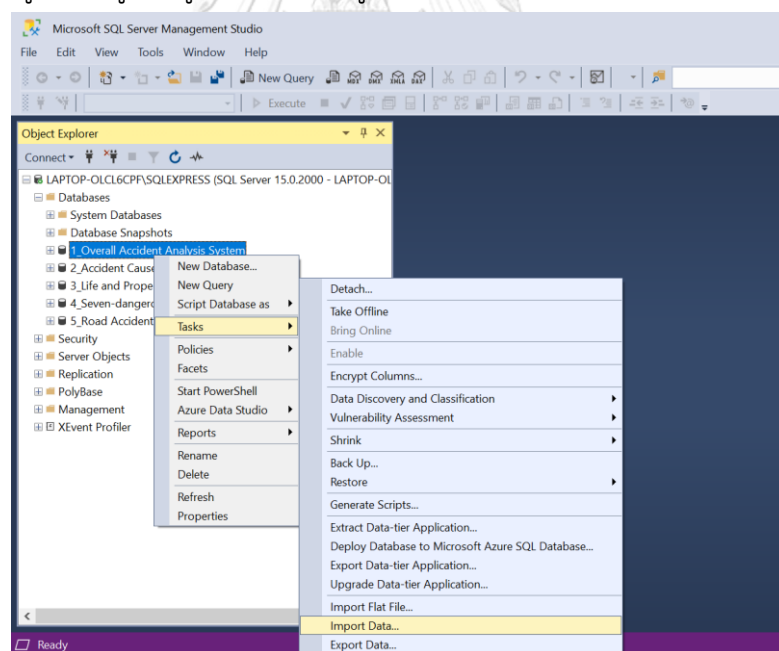 Microsoft SQL Server Management Studio
File Edit View Tools Window Help
New Query
MDX DMX XMLA DAX
Execute
Object Explorer
Connect
LAPTOP-OLCL6CPF\SQLEXPRESS (SQL Server 15.0.2000 - LAPTOP-OL
Databases
System Databases
Database Snapshots
1_Overall Accident Analysis System
2_Accident Cause
3_Life and Prope
4_Seven-danger
5_Road Accident
Security
Server Objects
Replication
PolyBase
Management
XEvent Profiler
New Database...
New Query
Script Database as
Tasks
Policies
Facets
Start PowerShell
Azure Data Studio
Reports
Rename
Delete
Refresh
Properties
Detach...
Take Offline
Bring Online
Enable
Encrypt Columns...
Data Discovery and Classification
Vulnerability Assessment
Shrink
Back Up...
Restore
Generate Scripts...
Extract Data-tier Application...
Deploy Database to Microsoft Azure SQL Database...
Export Data-tier Application...
Upgrade Data-tier Application...
Import Flat File...
Import Data...
Export Data...
Ready